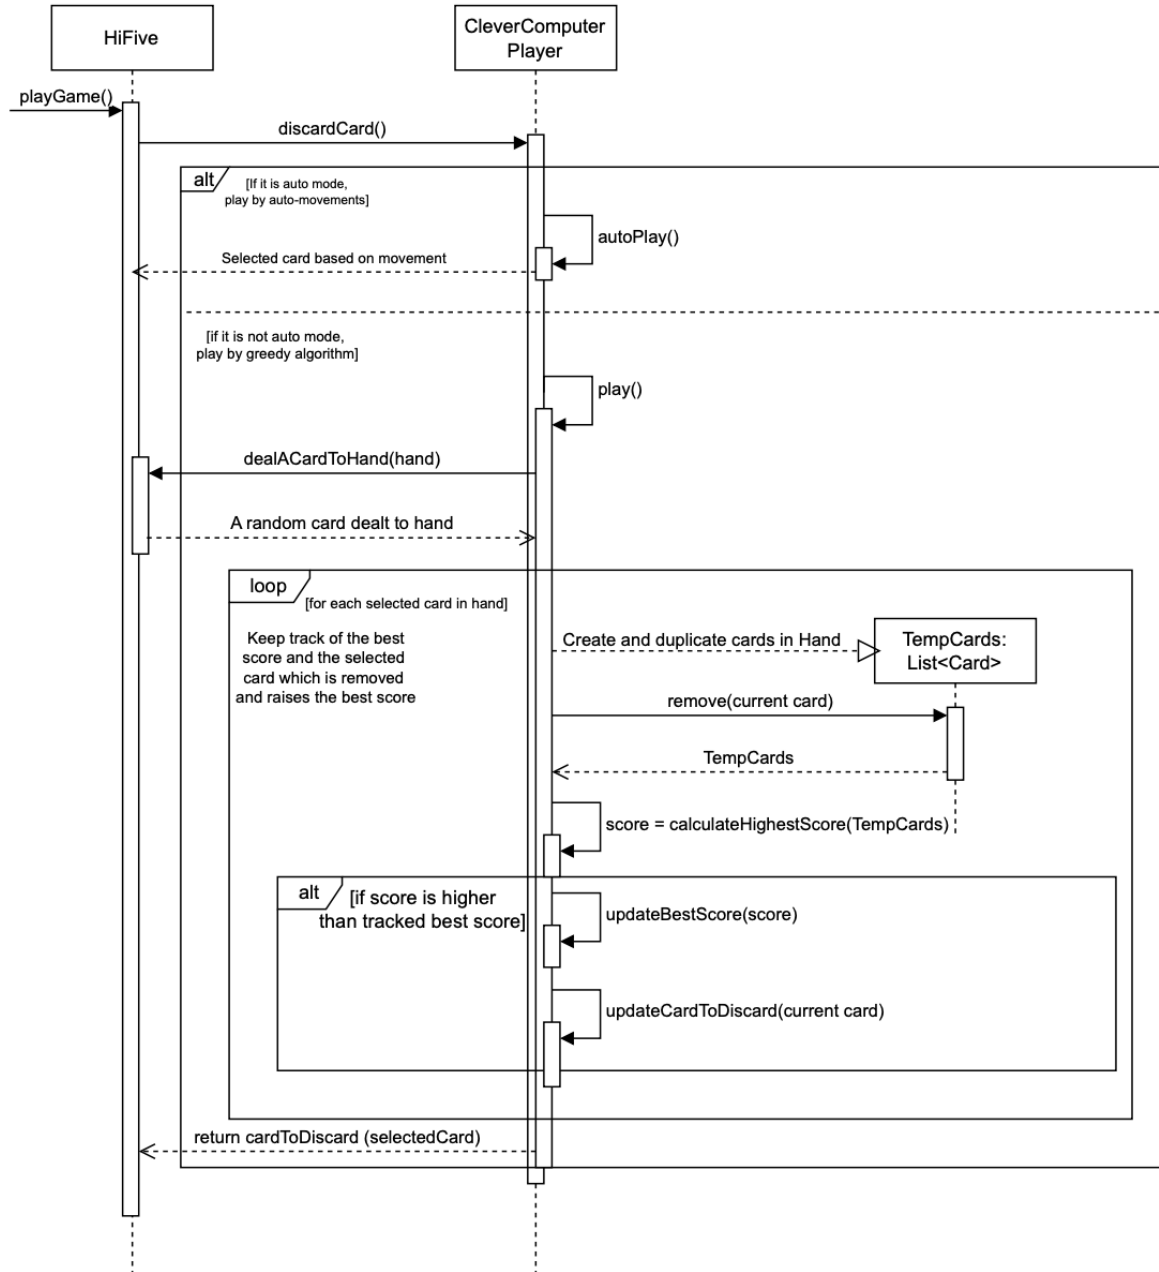 HiFive
CleverComputer
Player
playGame()
discardCard()
alt
[If it is auto mode,
play by auto-movements]
autoPlay()
Selected card based on movement
[if it is not auto mode,
play by greedy algorithm]
play()
dealACardToHand(hand)
A random card dealt to hand
loop
[for each selected card in hand]
Keep track of the best
score and the selected
card which is removed
and raises the best score
Create and duplicate cards in Hand
TempCards:
List<Card>
remove(current card)
TempCards
score = calculateHighestScore(TempCards)
alt
[if score is higher
than tracked best score]
updateBestScore(score)
updateCardToDiscard(current card)
return cardToDiscard (selectedCard)